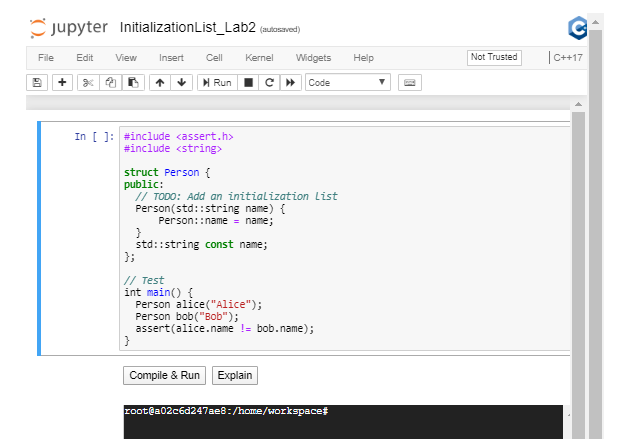 jupyter InitializationList_Lab2 (autosaved)
File Edit View Insert Cell Kernel Widgets Help Not Trusted C++17
Run Code
In [ ]: #include <assert.h>
#include <string>
struct Person {
public:
// TODO: Add an initialization list
Person(std::string name) {
Person::name = name;
}
std::string const name;
};
// Test
int main() {
Person alice("Alice");
Person bob("Bob");
assert(alice.name != bob.name);
}
Compile & Run Explain
root@a02c6d247ae8:/home/workspace#